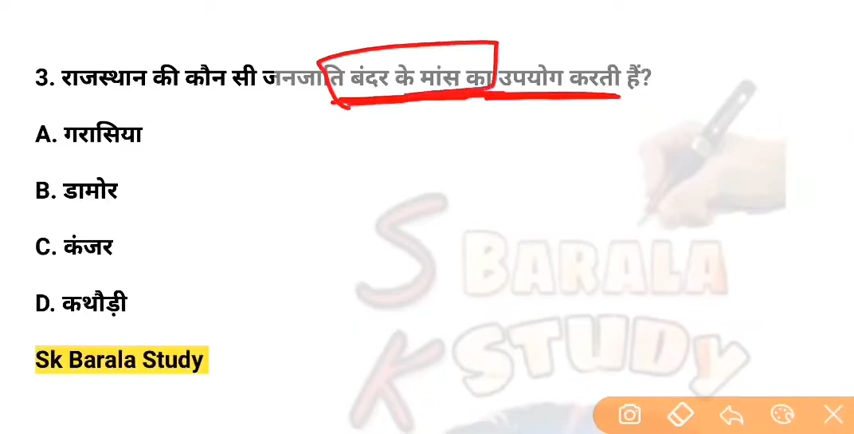 3. राजस्थान की कौन सी जनजाति बंदर के मांस का उपयोग करती हैं?
A. गरासिया
B. डामोर
C. कंजर
D. कथौड़ी
Sk Barala Study
S BARALA
K STUDY